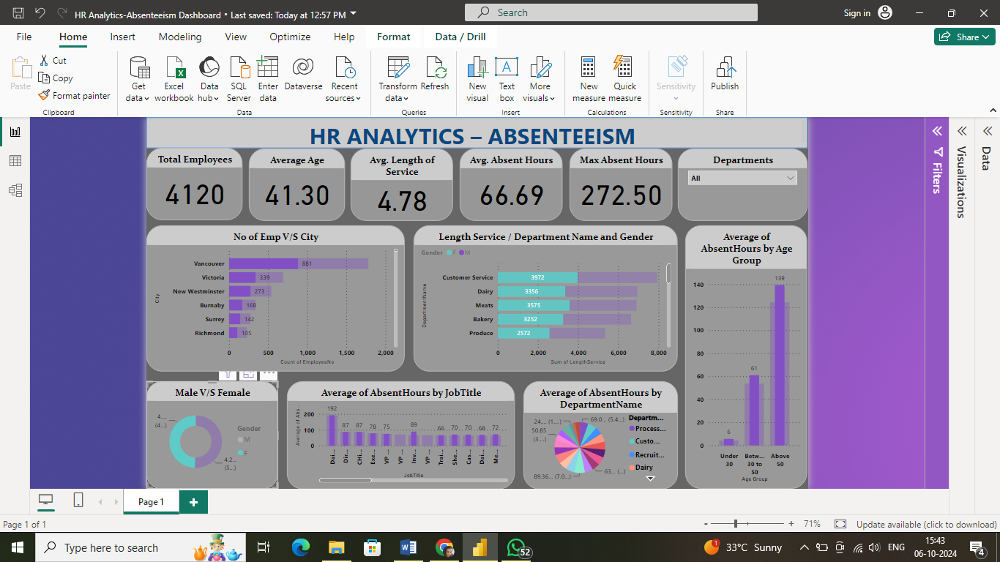 HR Analytics-Absenteeism Dashboard • Last saved: Today at 12:57 PM
Search
Sign in
File Home Insert Modeling View Optimize Help Format Data / Drill
Share
Paste
Cut
Copy
Format painter
Get data
Excel workbook
Data hub
SQL Server
Enter data
Dataverse
Recent sources
Transform data
Refresh
New visual
Text box
More visuals
New measure
Quick measure
Sensitivity
Publish
Clipboard Data Queries Insert Calculations Sensitivity Share
HR ANALYTICS – ABSENTEEISM
Total Employees
4120
Average Age
41.30
Avg. Length of
Service
4.78
Avg. Absent Hours
66.69
Max Absent Hours
272.50
Departments
All
Filters
Visualizations
Data
No of Emp V/S City
City
Vancouver 881
Victoria 339
New Westminster 273
Burnaby 168
Surrey 142
Richmond 105
0 500 1,000 1,500 2,000
Count of EmployeeNo
Length Service / Department Name and Gender
Gender F M
DepartmentName
Customer Service 3972
Dairy 3356
Meats 3575
Bakery 3252
Produce 2572
0 2,000 4,000 6,000 8,000
Sum of LengthService
Average of
AbsentHours by Age
Group
140
120
100
80
60
40
20
0
6
61
139
Under
30
Betw...
30 to
50
Above
50
Age Group
Male V/S Female
4....
(4...)
4.2...
(5...)
Gender
M
F
Average of AbsentHours by JobTitle
Average of Abs...
200
100
0
192 87 87 78 75 89 66 70 70 68 72
Dai... Dir... CHi... Exe... VP ... VP ... Inv... VP ... Trai... She... Cas... Dai... Me...
JobTitle
Average of AbsentHours by
DepartmentName
24.... (1....)
50.85
(3....)
69.0... (5.4...)
63... (...)
89.36... (7.0...)
Departm...
Process...
Custo...
Recruit...
Dairy
Page 1
+
Page 1 of 1
- + 71%
Update available (click to download)
Type here to search
52
1
33°C Sunny
ENG
15:43
06-10-2024
4